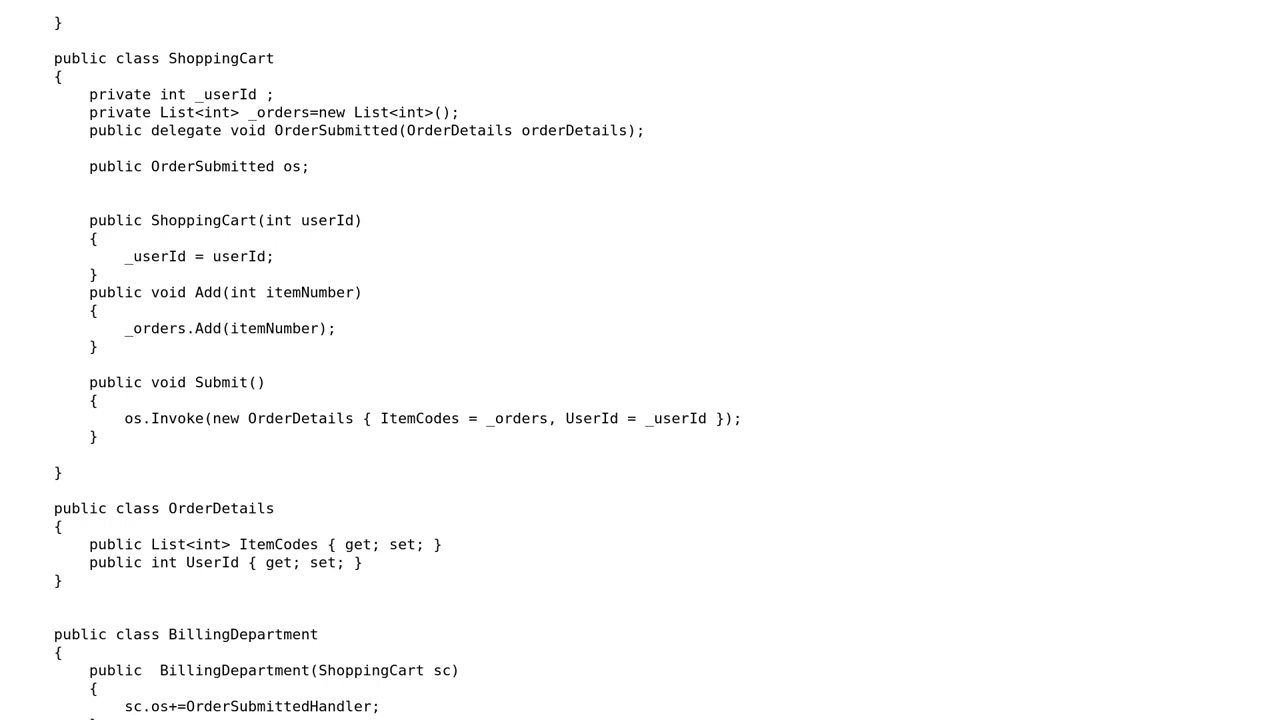 }
public class ShoppingCart
{
private int _userId ;
private List<int> _orders=new List<int>();
public delegate void OrderSubmitted(OrderDetails orderDetails);
public OrderSubmitted os;
public ShoppingCart(int userId)
{
_userId = userId;
}
public void Add(int itemNumber)
{
_orders.Add(itemNumber);
}
public void Submit()
{
os.Invoke(new OrderDetails { ItemCodes = _orders, UserId = _userId });
}
}
public class OrderDetails
{
public List<int> ItemCodes { get; set; }
public int UserId { get; set; }
}
public class BillingDepartment
{
public  BillingDepartment(ShoppingCart sc)
{
sc.os+=OrderSubmittedHandler;